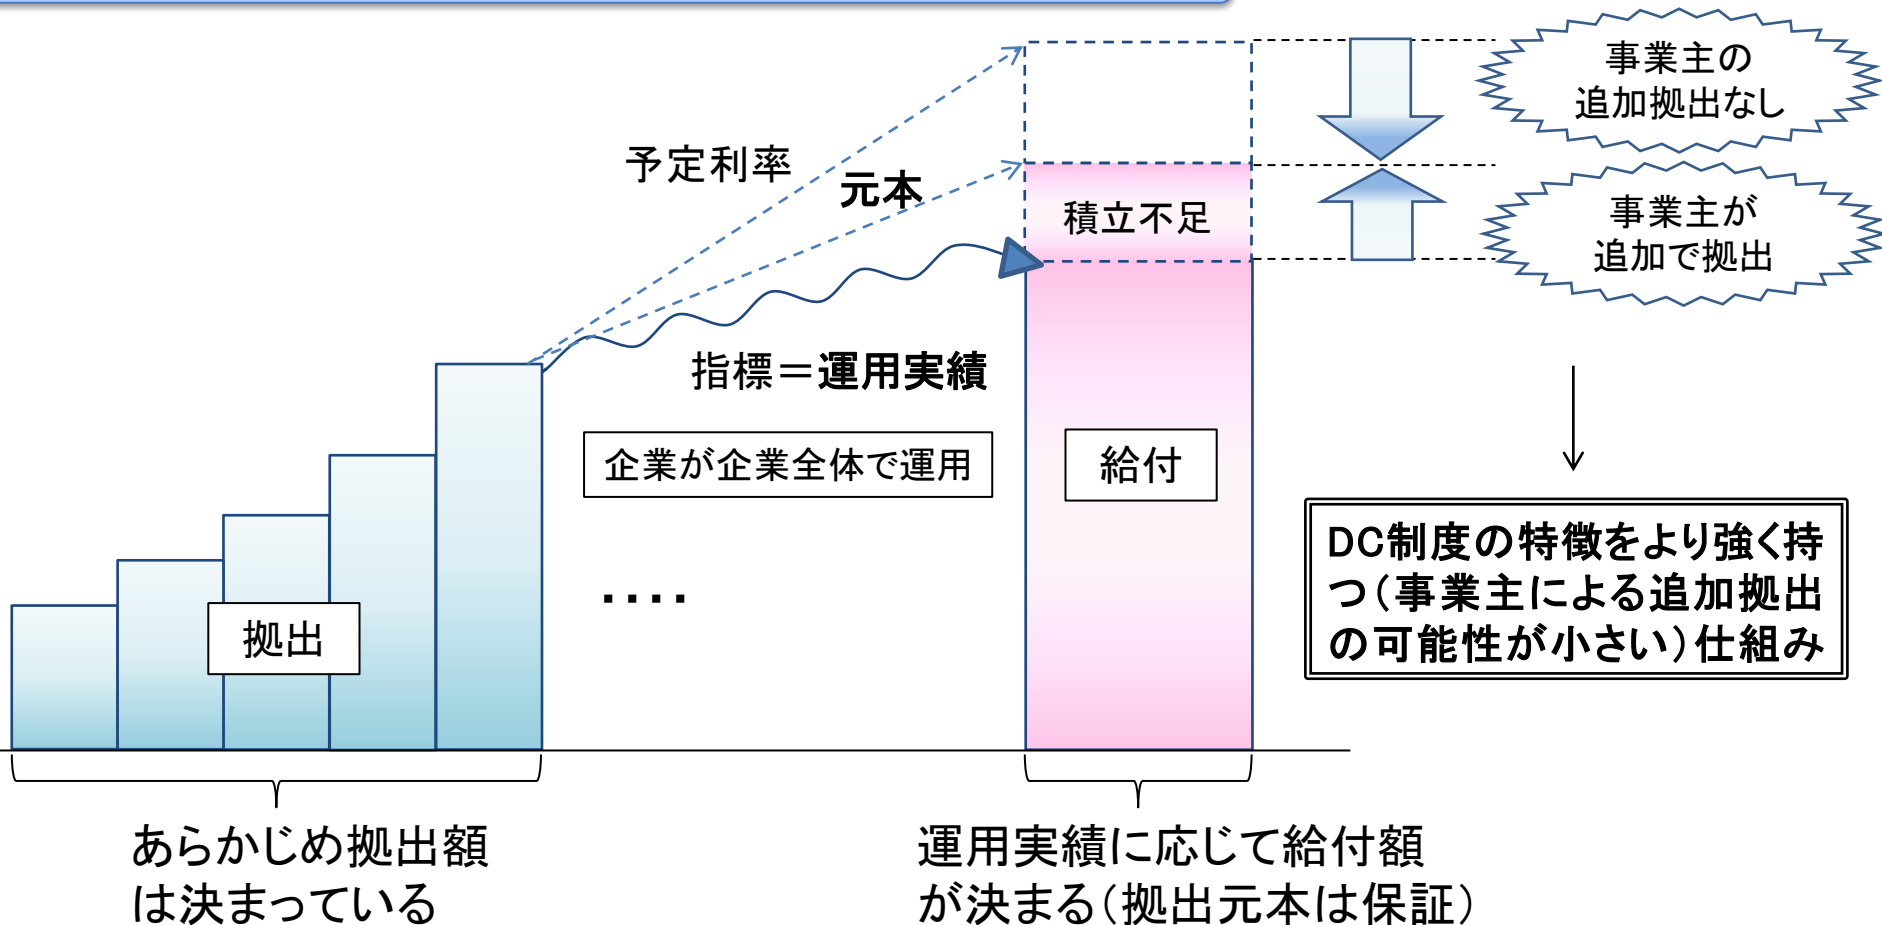 事業主の
追加拠出なし
予定利率
元本
積立不足
事業主が
追加で拠出
指標＝運用実績
企業が企業全体で運用
給付
DC制度の特徴をより強く持
つ（事業主による追加拠出
の可能性が小さい）仕組み
拠出
・・・・
あらかじめ拠出額
は決まっている
運用実績に応じて給付額
が決まる（拠出元本は保証）